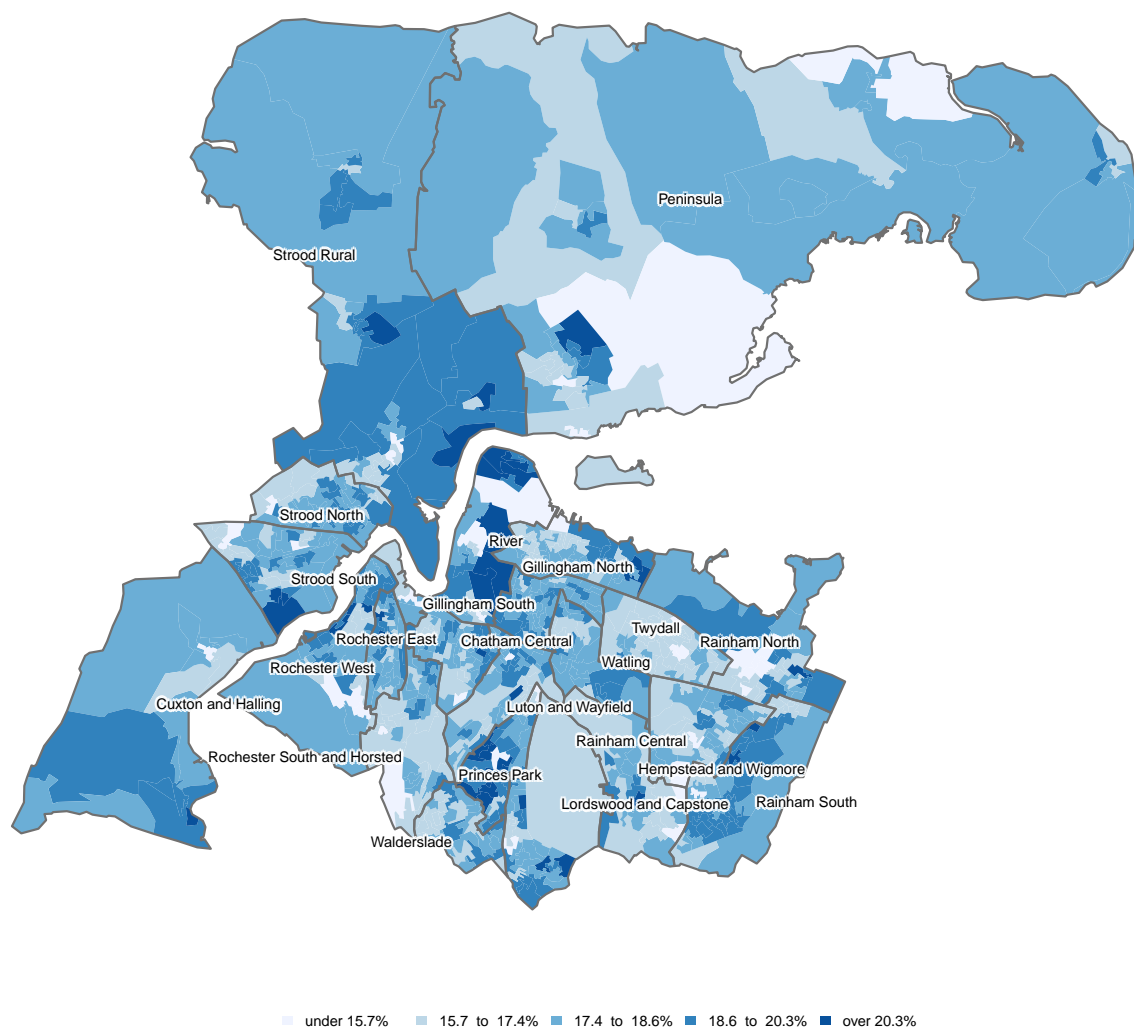 Peninsula
Strood Rural
Strood North
River
Gillingham North
Strood South
Gillingham South
Twydall
Rochester East
Chatham Central
Rainham North
Watling
Rochester West
Cuxton and Halling
Luton and Wayfield
Rainham Central
Rochester South and Horsted
Hempstead and Wigmore
Princes Park
Lordswood and Capstone
Rainham South
Walderslade
under 15.7% 15.7 to 17.4% 17.4 to 18.6% 18.6 to 20.3% over 20.3%